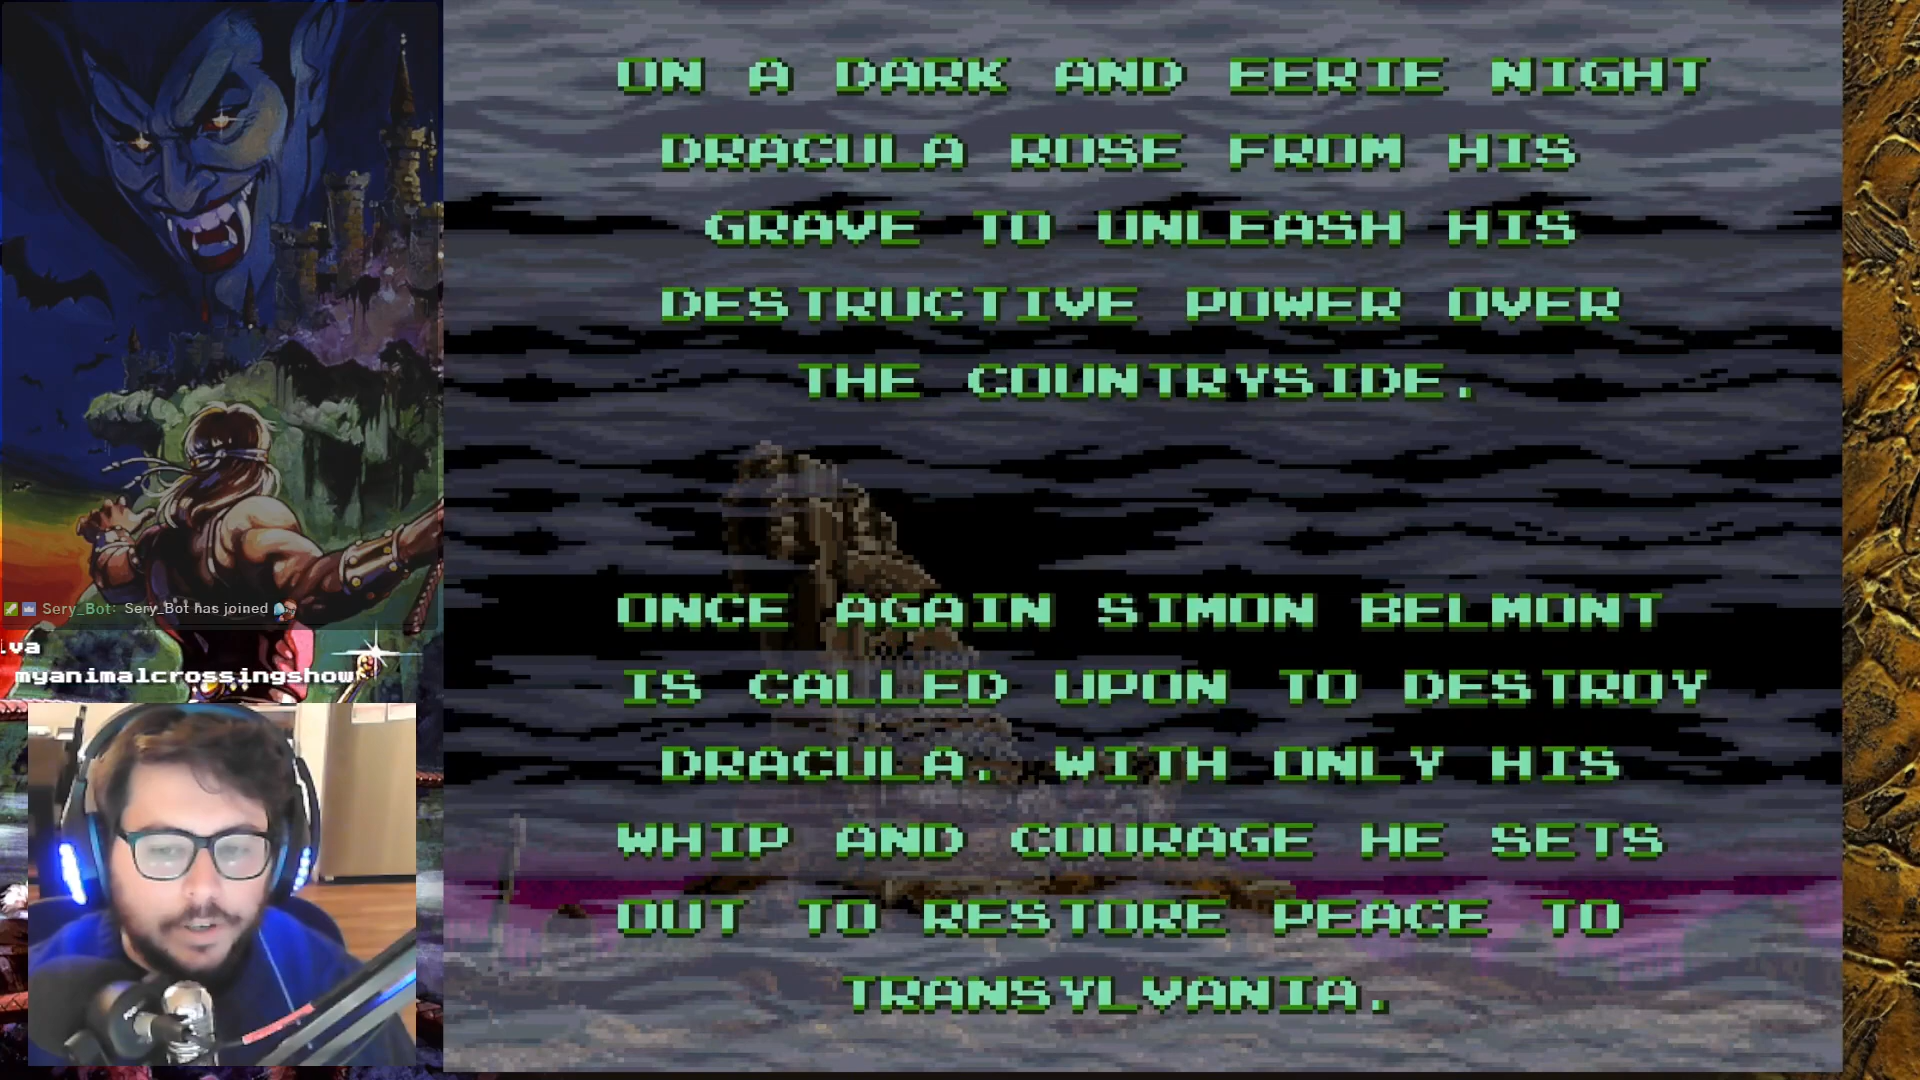 ON A DARK AND EERIE NIGHT
DRACULA ROSE FROM HIS
GRAVE TO UNLEASH HIS
DESTRUCTIVE POWER OVER
THE COUNTRYSIDE.
ONCE AGAIN SIMON BELMONT
IS CALLED UPON TO DESTROY
DRACULA. WITH ONLY HIS
WHIP AND COURAGE HE SETS
OUT TO RESTORE PEACE TO
TRANSYLVANIA.
Sery_Bot: Sery_Bot has joined
myanimalcrossingshow